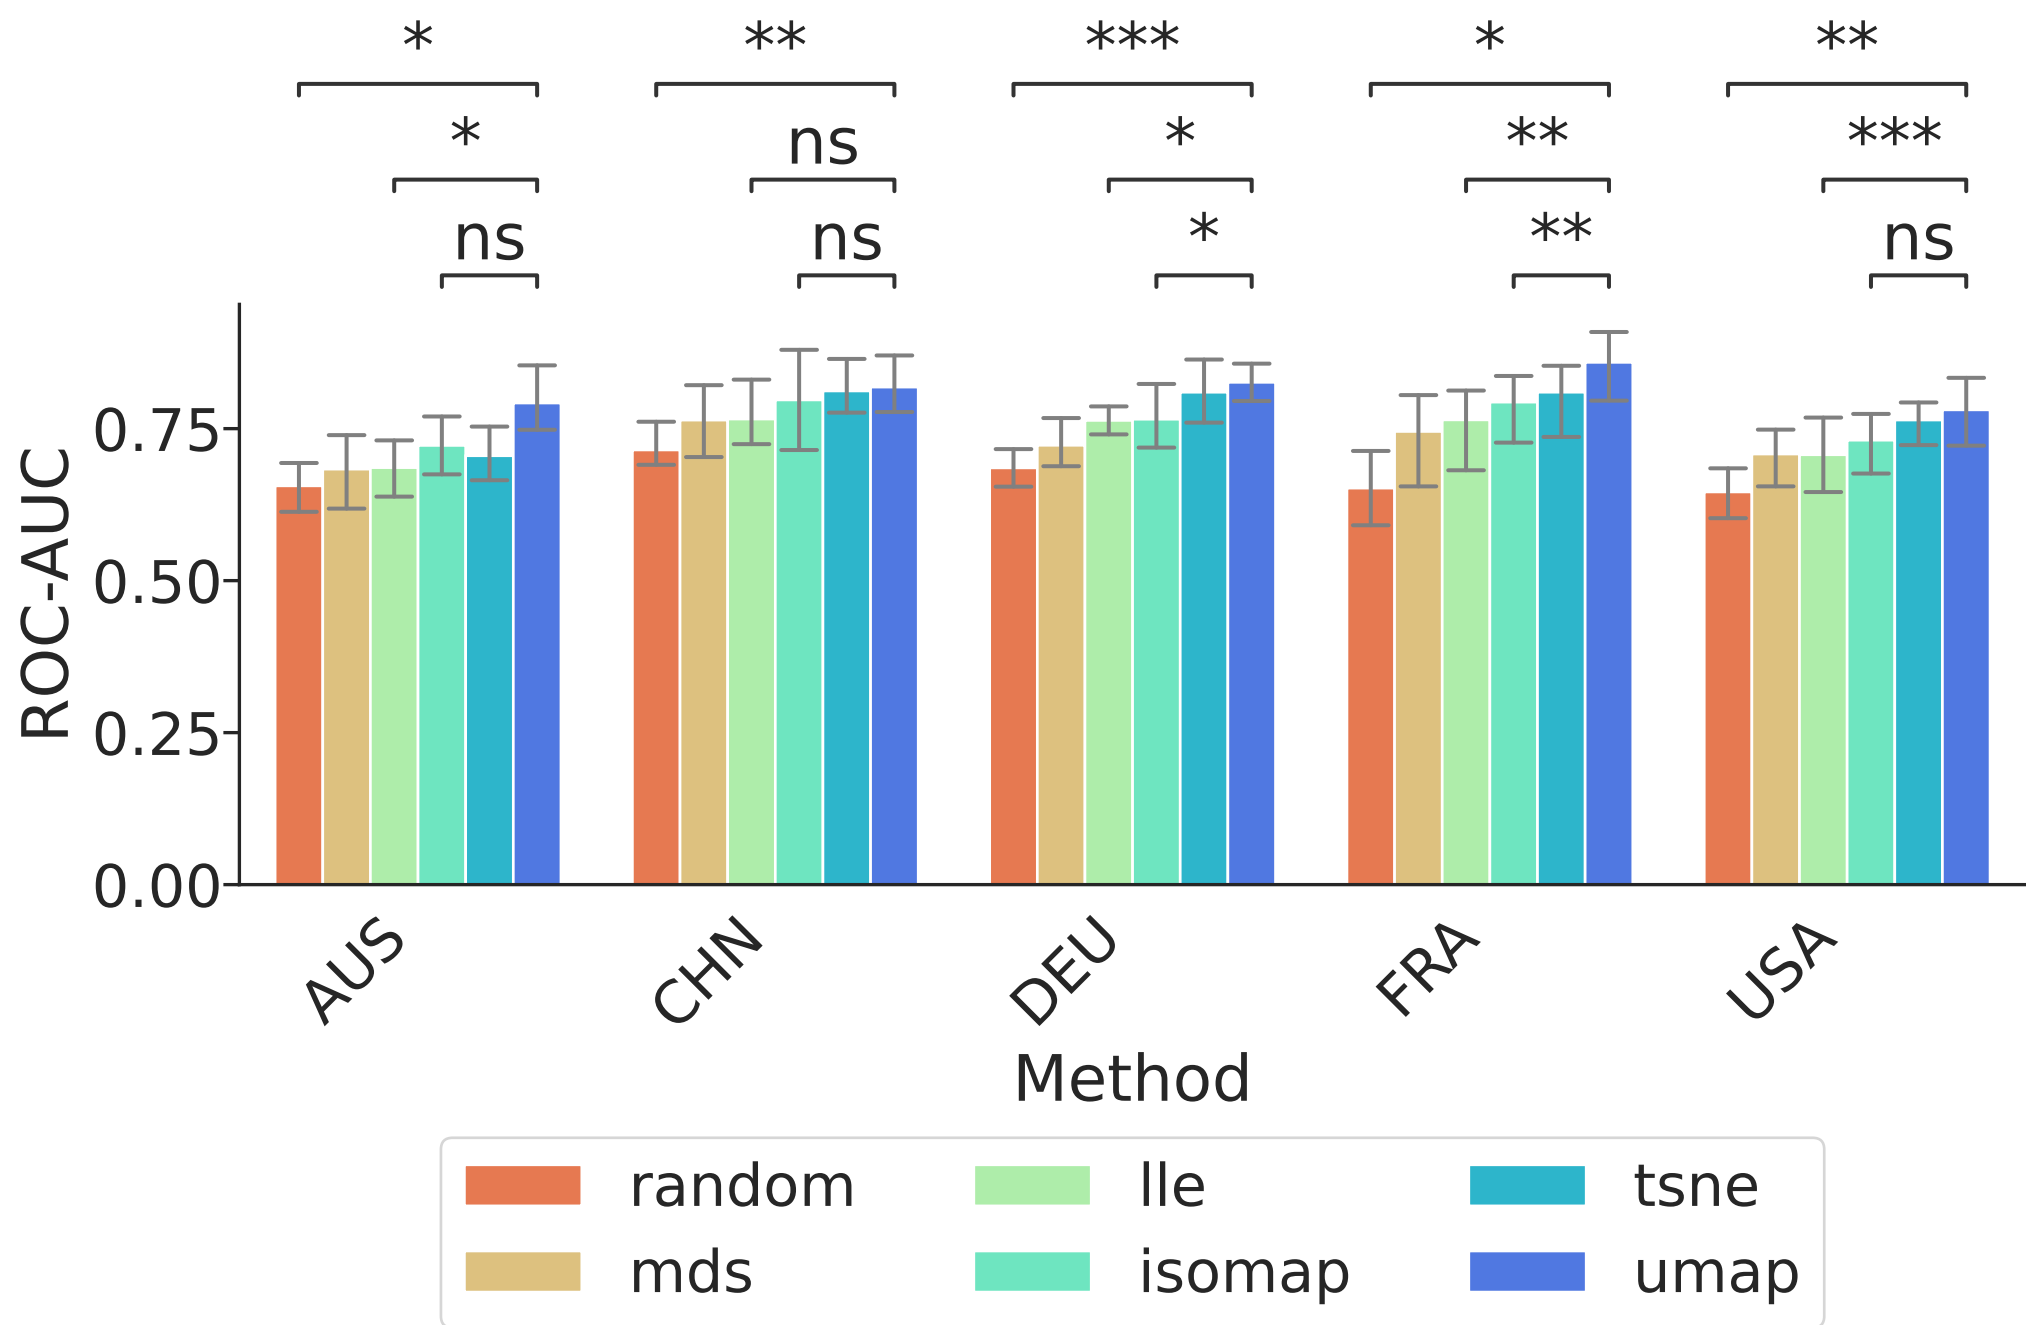 * ** *** * **
* ns * ** ***
ns ns * ** ns
ROC-AUC
0.75
0.50
0.25
0.00
AUS CHN DEU FRA USA
Method
random lle tsne
mds isomap umap